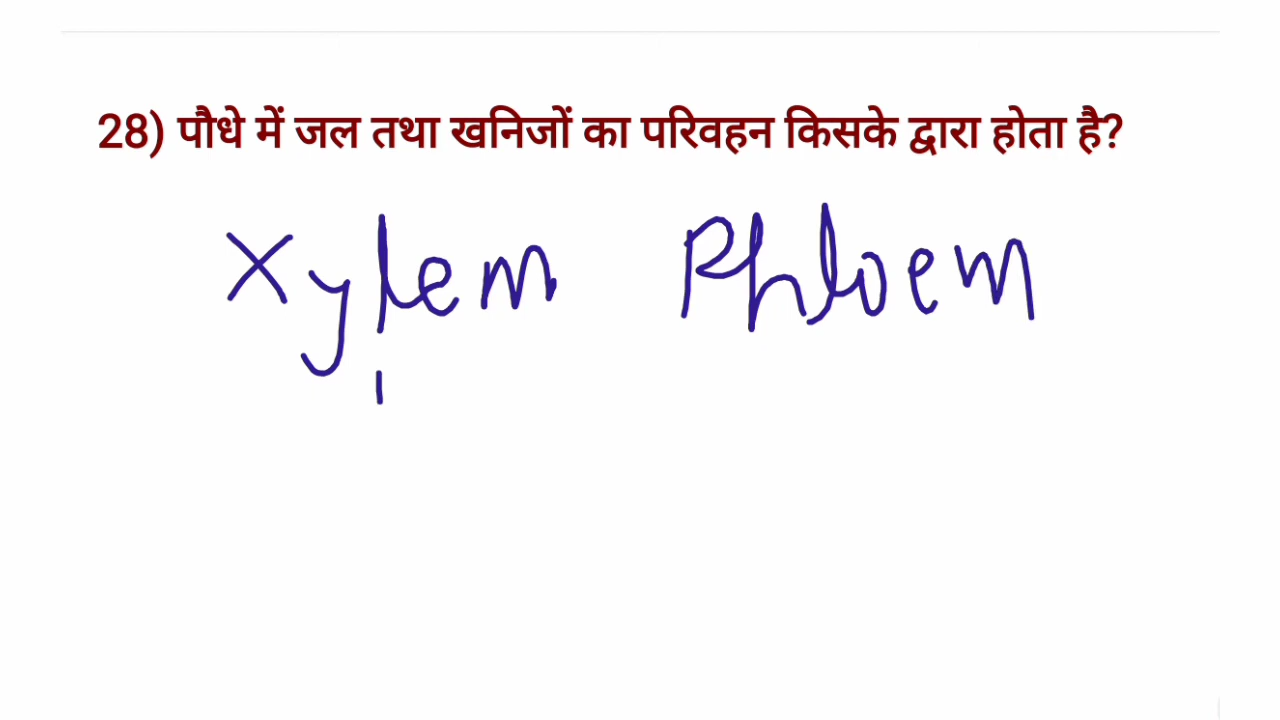 28) पौधे में जल तथा खनिजों का परिवहन किसके द्वारा होता है?
Xylem Phloem